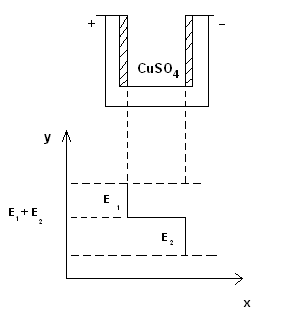 + −
CuSO4
y
E1
E1 + E2
E2
x